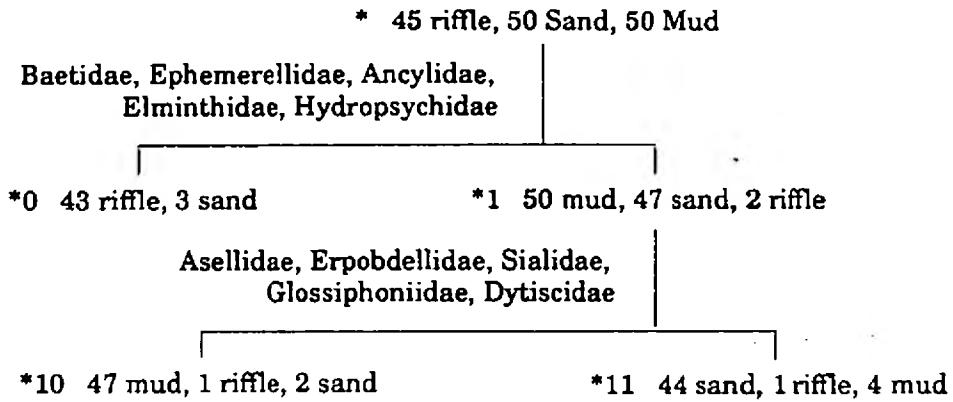 * 45 riffle, 50 Sand, 50 Mud
Baetidae, Ephemerellidae, Ancylidae,
Elminthidae, Hydropsychidae
*0 43 riffle, 3 sand
*1 50 mud, 47 sand, 2 riffle
Asellidae, Erpobdellidae, Sialidae,
Glossiphoniidae, Dytiscidae
*10 47 mud, 1 riffle, 2 sand
*11 44 sand, 1 riffle, 4 mud